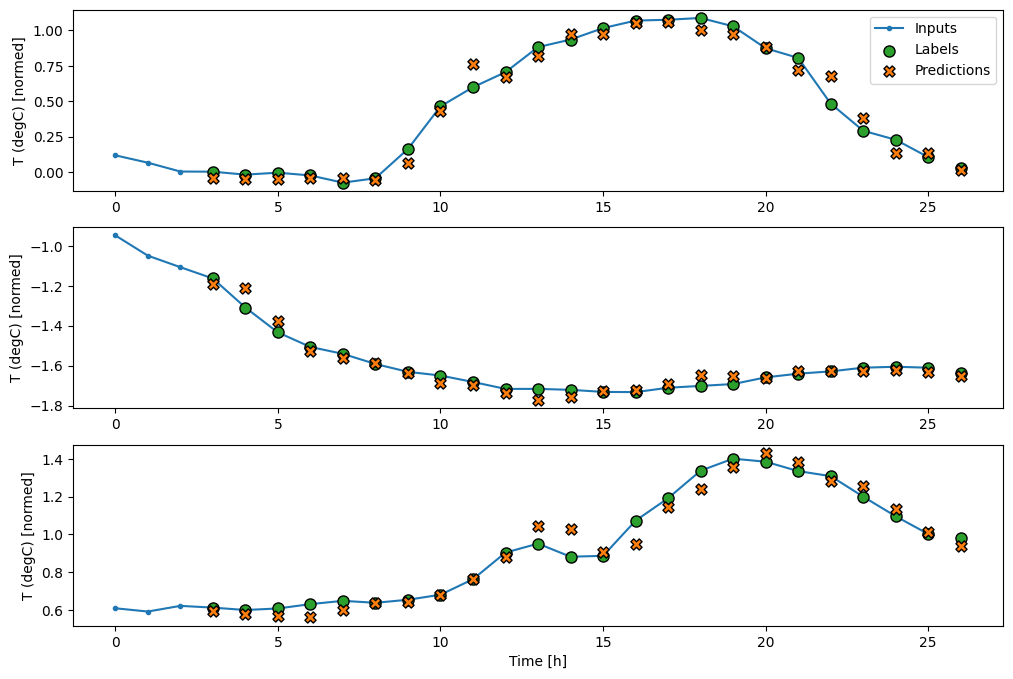 T (degC) [normed]
1.00
0.75
0.50
0.25
0.00
Inputs
Labels
Predictions
0 5 10 15 20 25
T (degC) [normed]
−1.0
−1.2
−1.4
−1.6
−1.8
0 5 10 15 20 25
T (degC) [normed]
1.4
1.2
1.0
0.8
0.6
0 5 10 15 20 25
Time [h]